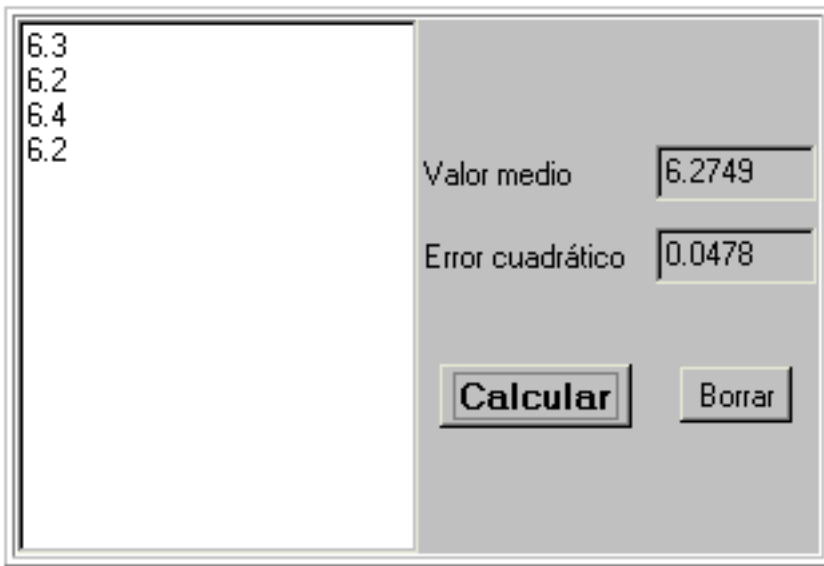 6.3
6.2
6.4
6.2
Valor medio 6.2749
Error cuadrático 0.0478
Calcular Borrar